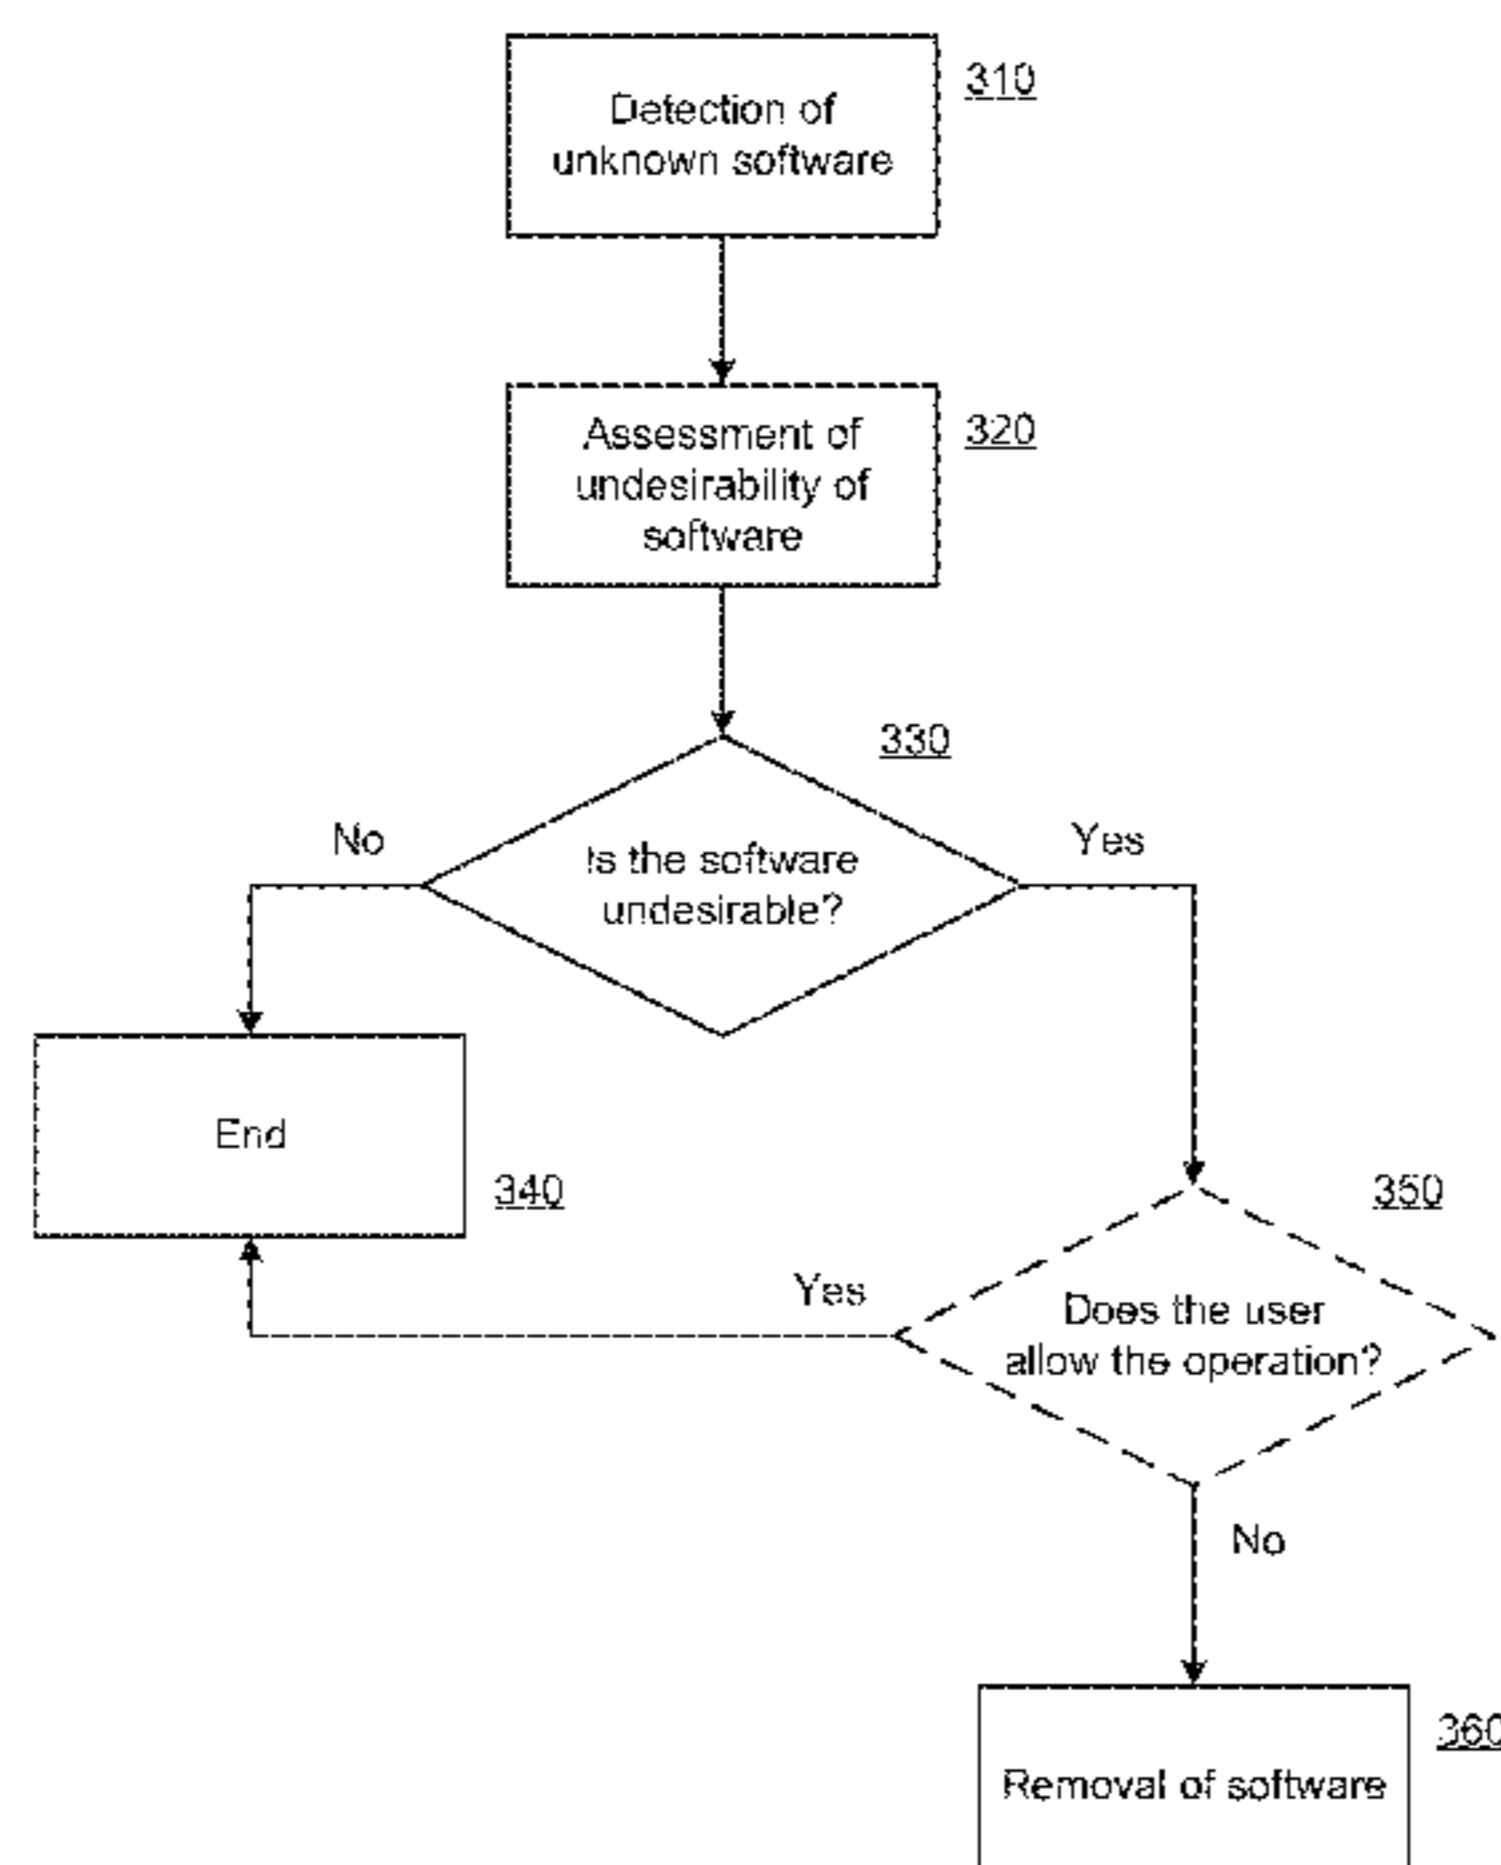 Detection of
unknown software
310
Assessment of
undesirability of
software
320
330
No
Is the software
undesirable?
Yes
End
340
350
Yes
Does the user
allow the operation?
No
360
Removal of software